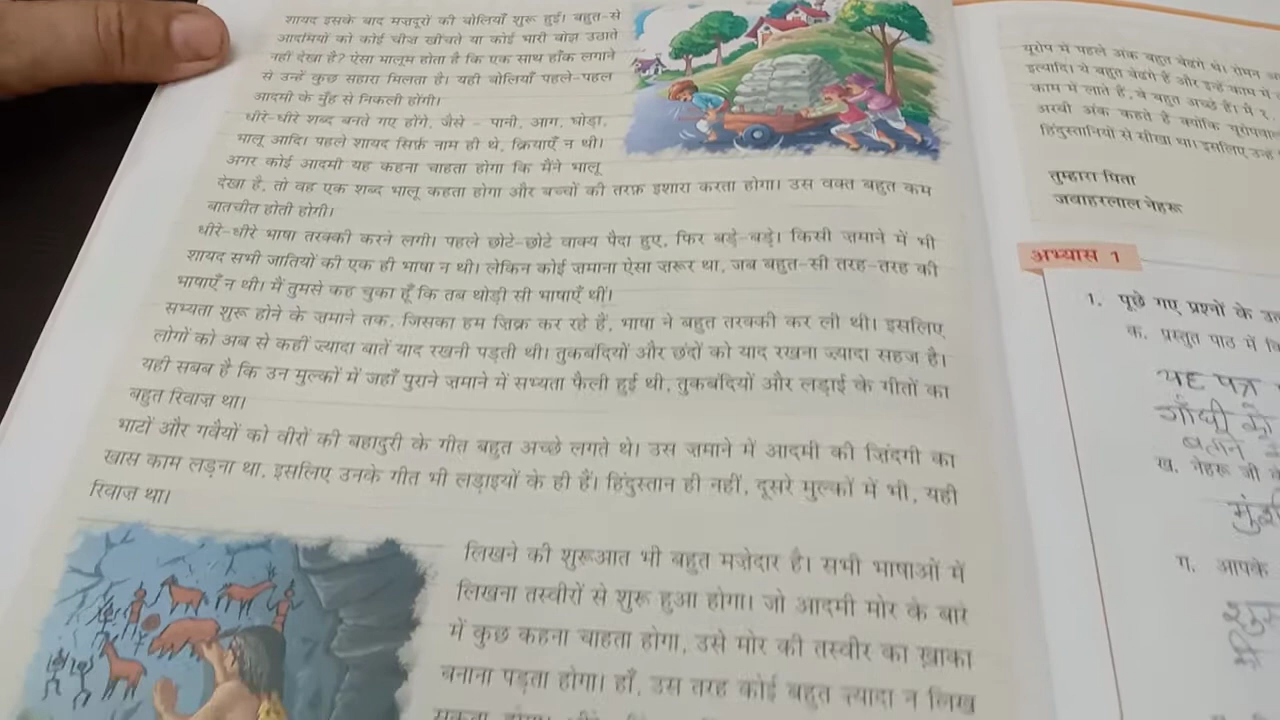 शायद इसके बाद मज़दूरों की बोलियाँ शुरू हुई। बहुत-से
आदमियों को कोई चीज़ खींचते या कोई भारी बोझ उठाते
नहीं देखा है? ऐसा मालूम होता है कि एक साथ हाँक लगाने
से उन्हें कुछ सहारा मिलता है। यही बोलियाँ पहले-पहल
आदमी के मुँह से निकली होंगी।
धीरे-धीरे शब्द बनते गए होंगे, जैसे - पानी, आग, घोड़ा,
भालू आदि। पहले शायद सिर्फ़ नाम ही थे, क्रियाएँ न थी।
अगर कोई आदमी यह कहना चाहता होगा कि मैंने भालू
देखा है, तो वह एक शब्द भालू कहता होगा और बच्चों की तरफ़ इशारा करता होगा। उस वक्त बहुत कम
बातचीत होती होगी।
धीरे-धीरे भाषा तरक्की करने लगी। पहले छोटे-छोटे वाक्य पैदा हुए, फिर बड़े-बड़े। किसी ज़माने में भी
शायद सभी जातियों की एक ही भाषा न थी। लेकिन कोई ज़माना ऐसा ज़रूर था, जब बहुत-सी तरह-तरह की
भाषाएँ न थी। मैं तुमसे कह चुका हूँ कि तब थोड़ी सी भाषाएँ थीं।
सभ्यता शुरू होने के ज़माने तक, जिसका हम ज़िक्र कर रहे हैं, भाषा ने बहुत तरक्की कर ली थी। इसलिए
लोगों को अब से कहीं ज्यादा बातें याद रखनी पड़ती थी। तुकबंदियों और छंदों को याद रखना ज़्यादा सहज है।
यही सबब है कि उन मुल्कों में जहाँ पुराने ज़माने में सभ्यता फैली हुई थी, तुकबंदियों और लड़ाई के गीतों का
बहुत रिवाज़ था।
भाटों और गवैयों को वीरों की बहादुरी के गीत बहुत अच्छे लगते थे। उस ज़माने में आदमी की ज़िंदगी का
खास काम लड़ना था, इसलिए उनके गीत भी लड़ाइयों के ही हैं। हिंदुस्तान ही नहीं, दूसरे मुल्कों में भी, यही
रिवाज़ था।
लिखने की शुरूआत भी बहुत मज़ेदार है। सभी भाषाओं में
लिखना तस्वीरों से शुरू हुआ होगा। जो आदमी मोर के बारे
में कुछ कहना चाहता होगा, उसे मोर की तस्वीर का ख़ाका
बनाना पड़ता होगा। हाँ, उस तरह कोई बहुत ज़्यादा न लिख
यूरोप में पहले अंक बहुत बेढंगे थे। रोमन
इत्यादि। ये बहुत बेढंगे हैं और इन्हें काम में
काम में लाते हैं, वे बहुत अच्छे हैं। मैं
अरबी अंक कहते हैं क्योंकि यूरोपवालों
हिंदुस्तानियों से सीखा था। इसलिए उन्हें
तुम्हारा पिता
जवाहरलाल नेहरू
अभ्यास 1
1. पूछे गए प्रश्नों के
क. प्रस्तुत पाठ में
यह पत्र
गाँधी को
बताने
ख. नेहरू जी
ग. आपके